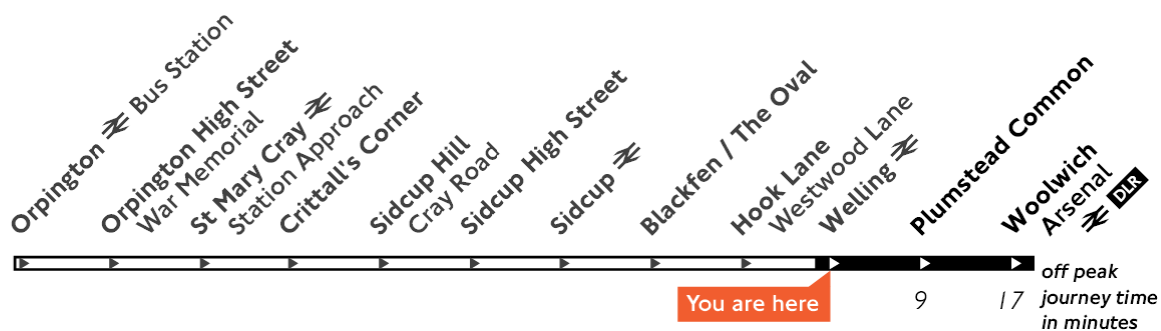 Orpington Bus Station
Orpington High Street
War Memorial
St Mary Cray
Station Approach
Crittall's Corner
Sidcup Hill
Cray Road
Sidcup High Street
Sidcup
Blackfen / The Oval
Hook Lane
Westwood Lane
Welling
Plumstead Common
Woolwich
Arsenal
DLR
You are here
9
17
off peak
journey time
in minutes